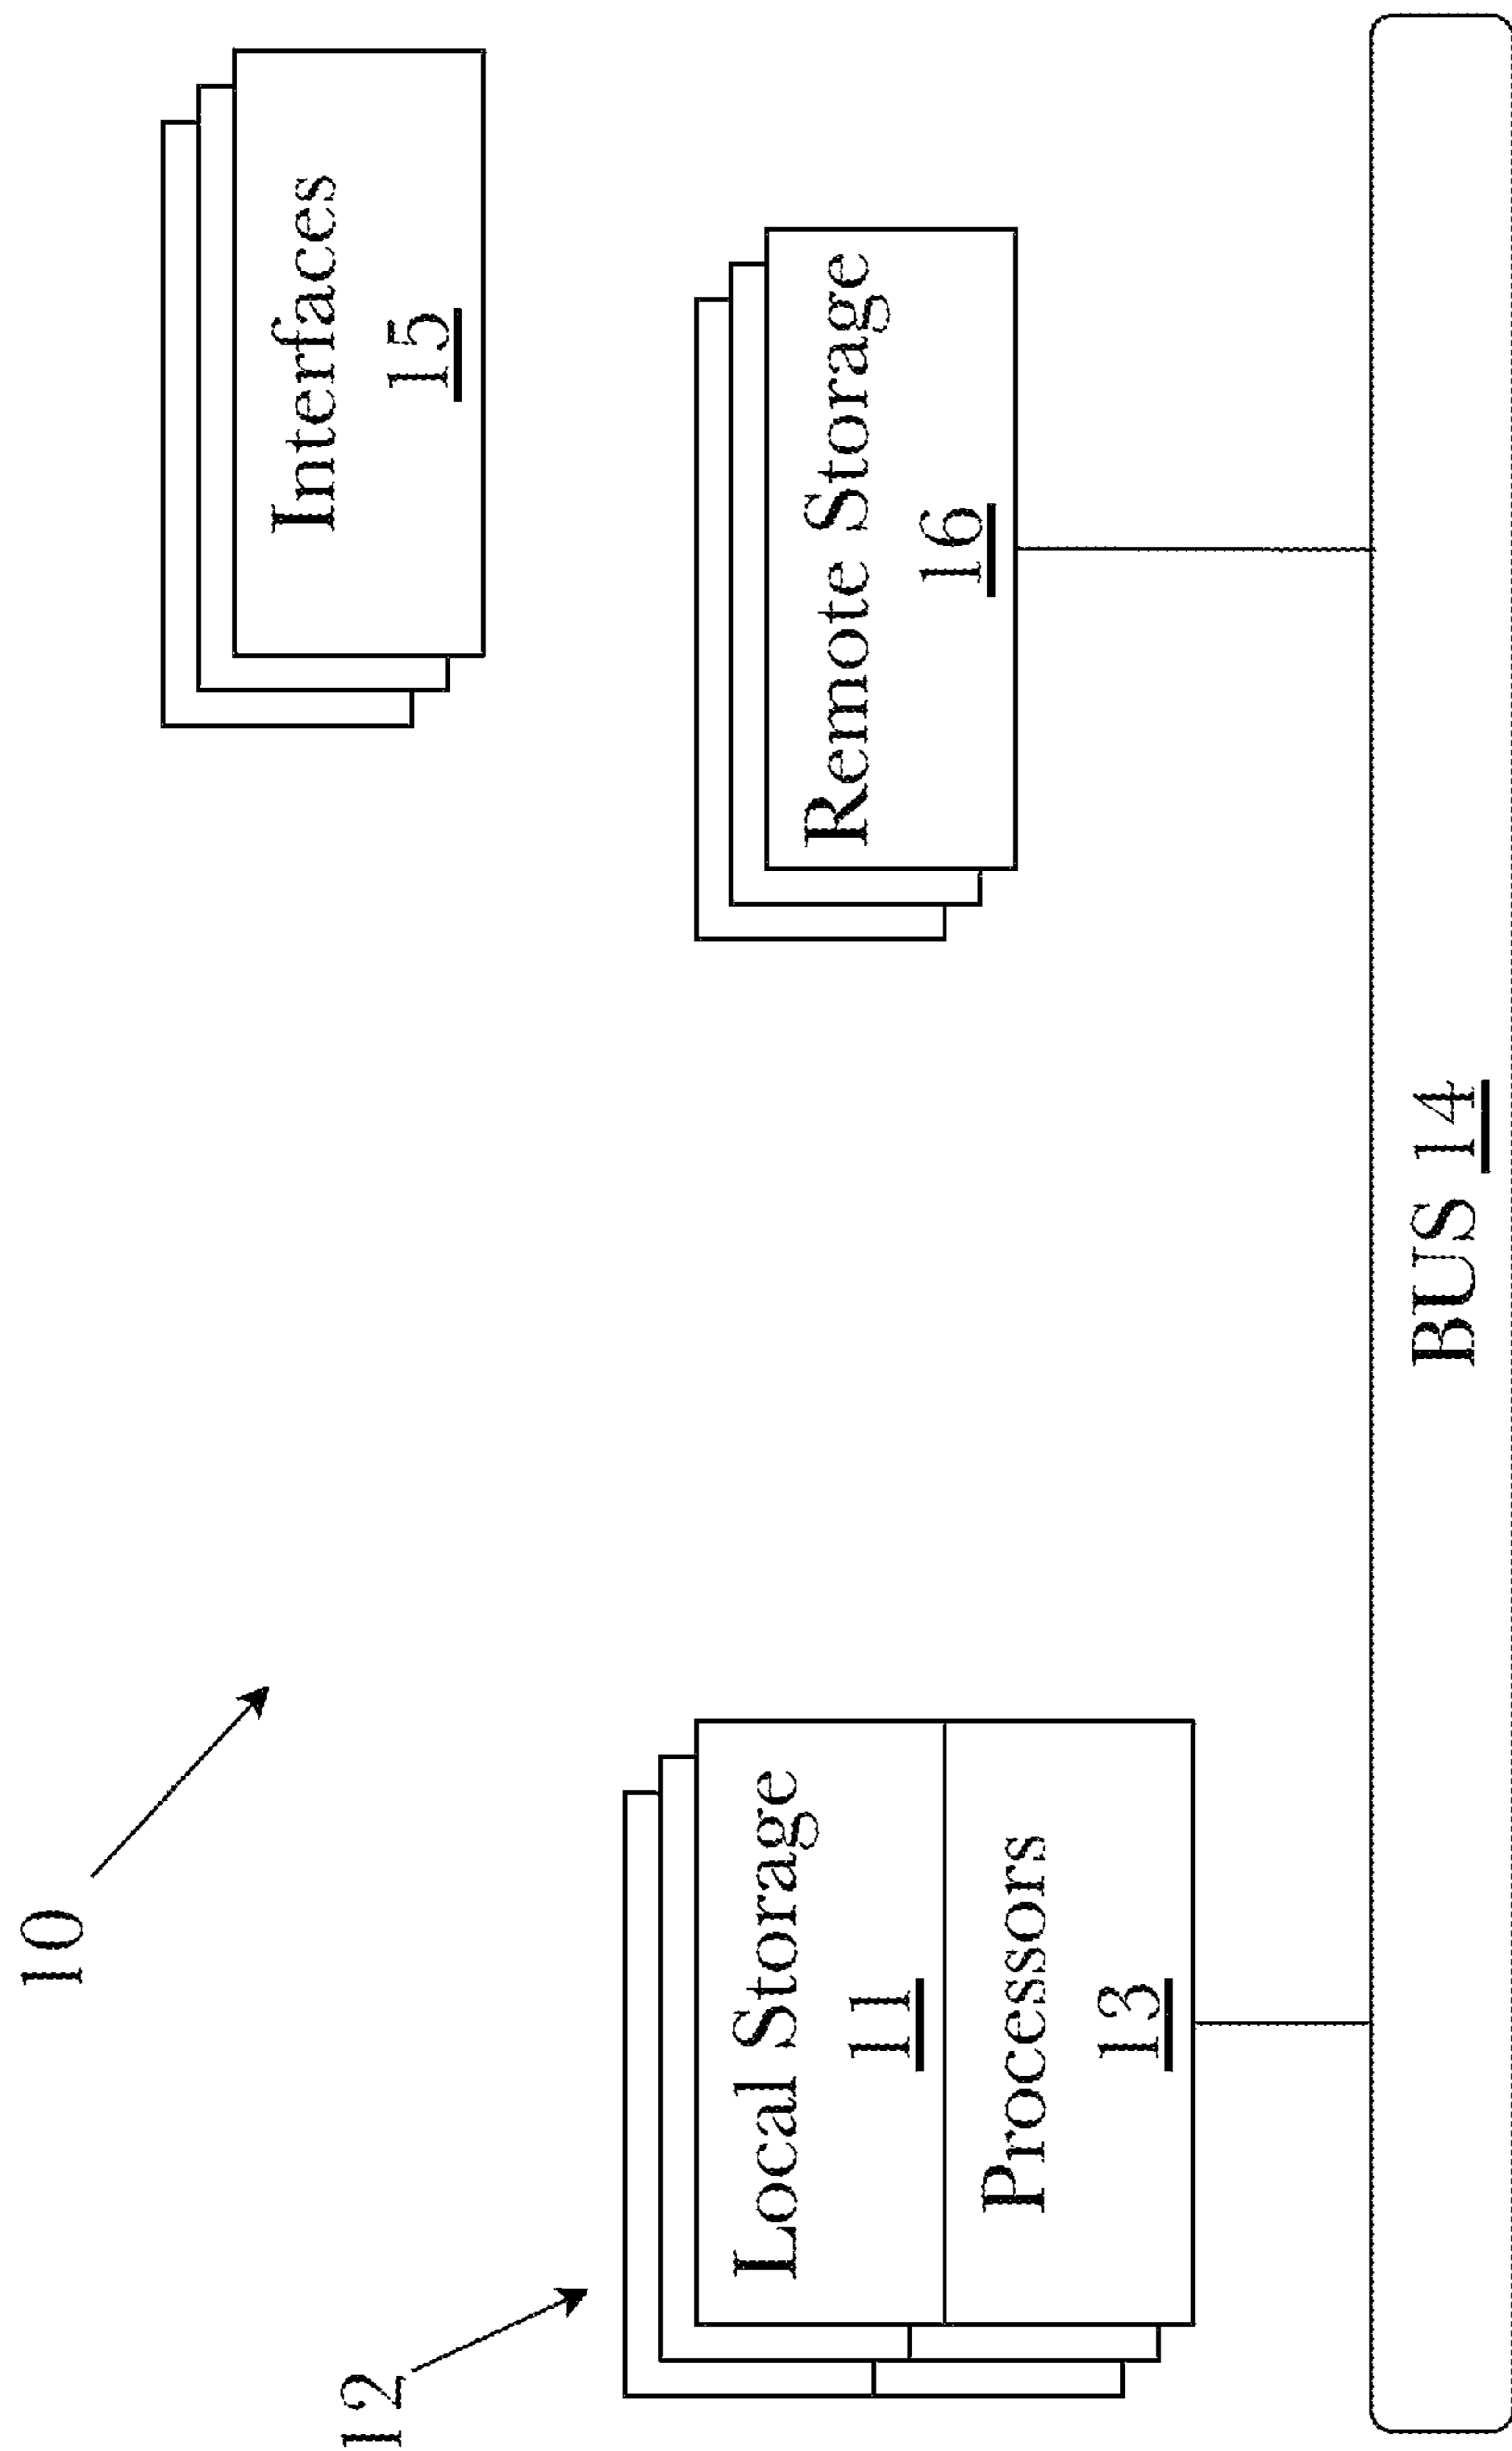 10
12
Interfaces
15
Local Storage
11
Remote Storage
16
Processors
13
BUS 14